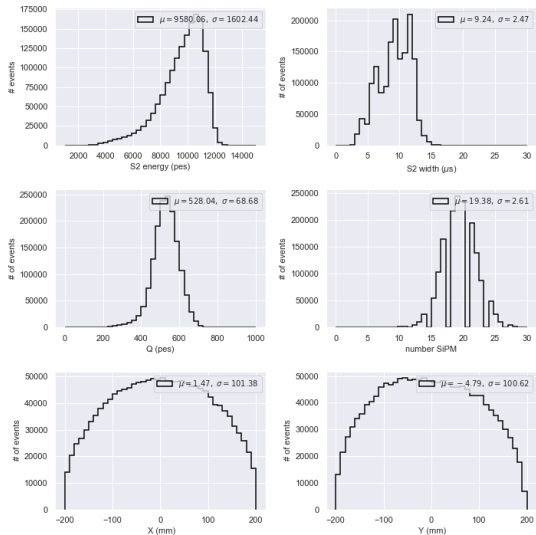 μ=9580.06, σ=1602.44
# of events
175000
150000
125000
100000
75000
50000
25000
0
2000 4000 6000 8000 10000 12000 14000
S2 energy (pes)
μ=9.24, σ=2.47
# of events
200000
150000
100000
50000
0
0 5 10 15 20 25 30
S2 width (μs)
μ=528.04, σ=68.68
# of events
250000
200000
150000
100000
50000
0
0 200 400 600 800 1000
Q (pes)
μ=19.38, σ=2.61
# of events
250000
200000
150000
100000
50000
0
0 5 10 15 20 25 30
number SiPM
μ=1.47, σ=101.38
# of events
50000
40000
30000
20000
10000
0
−200 −100 0 100 200
X (mm)
μ=−4.79, σ=100.62
# of events
50000
40000
30000
20000
10000
0
−200 −100 0 100 200
Y (mm)